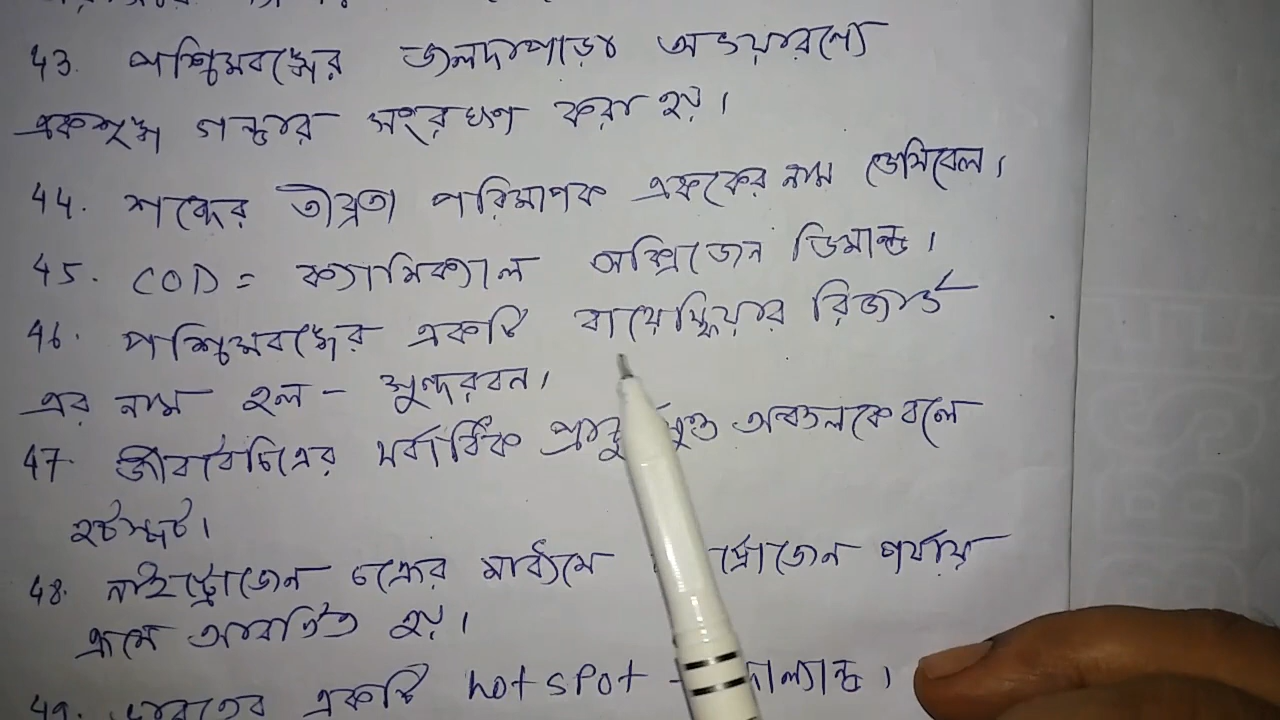 43. পশ্চিমবঙ্গের জলদাপাড়া অভয়ারণ্যে
একশৃঙ্গ গন্ডার সংরক্ষণ করা হয়।
44. শব্দের তীব্রতা পরিমাপক এককের নাম ডেসিবেল।
45. COD = ক্যামিক্যাল অক্সিজেন ডিমান্ড।
46. পশ্চিমবঙ্গের একটি বায়োস্ফিয়ার রিজার্ভ
এর নাম হল - সুন্দরবন।
47. জীববৈচিত্রের সর্বাধিক অঞ্চলকে বলে
হটস্পট।
48. নাইট্রোজেন চক্রের মাধ্যমে পর্যায়
ক্রমে আবর্তিত হয়।
49. ভারতের একটি hot spot -